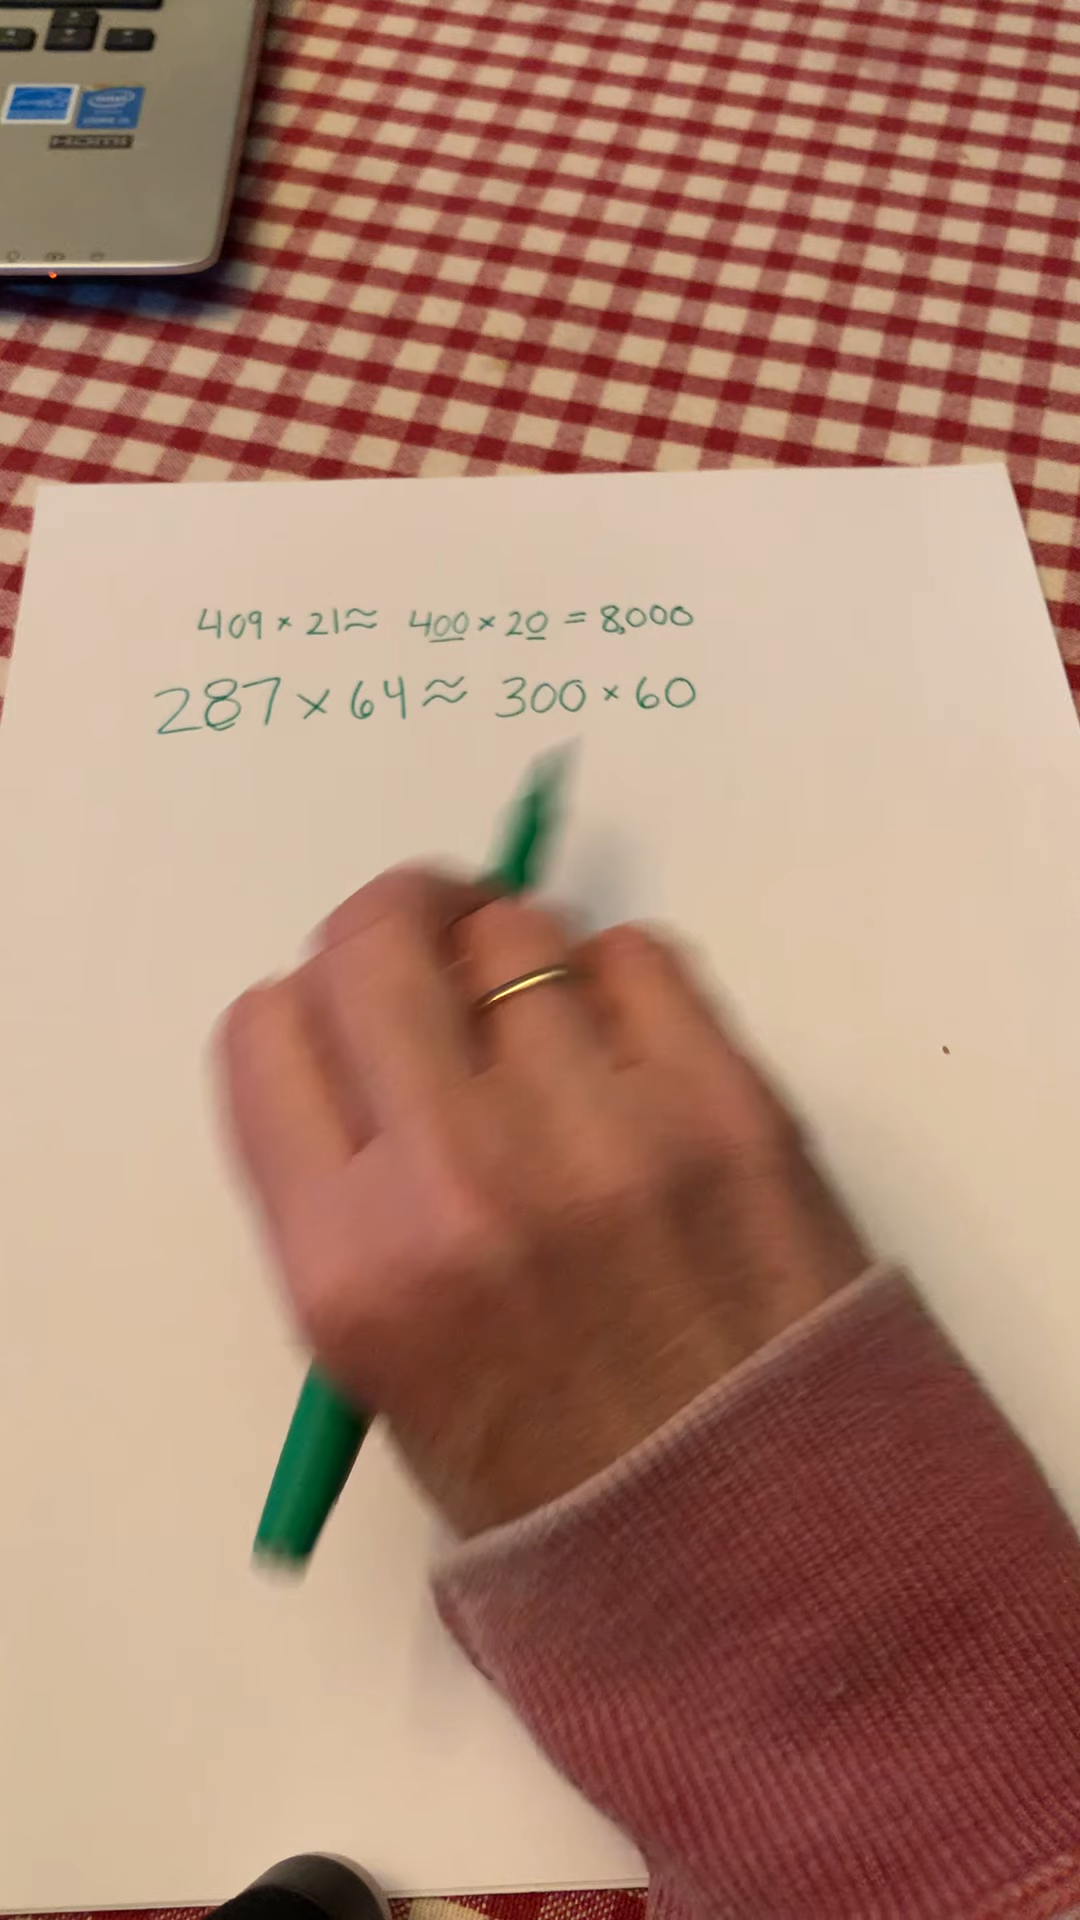 409 × 21 ≈ 400 × 20 = 8,000
287 × 64 ≈ 300 × 60